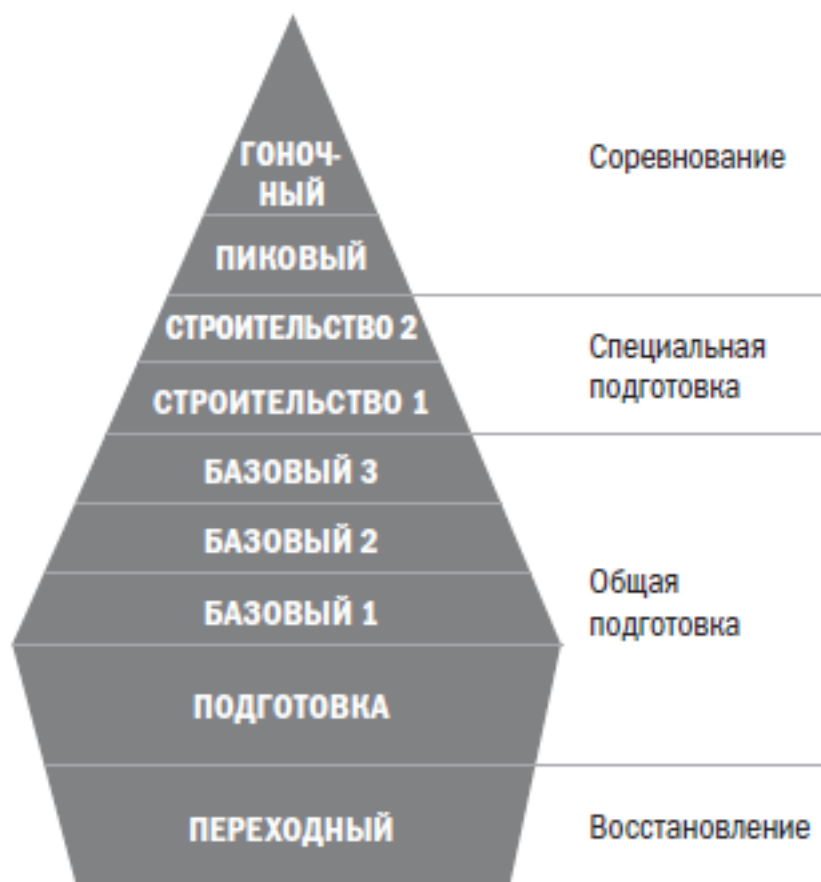 ГОНОЧ-
НЫЙ
Соревнование
ПИКОВЫЙ
СТРОИТЕЛЬСТВО 2
Специальная
подготовка
СТРОИТЕЛЬСТВО 1
БАЗОВЫЙ 3
БАЗОВЫЙ 2
БАЗОВЫЙ 1
Общая
подготовка
ПОДГОТОВКА
ПЕРЕХОДНЫЙ
Восстановление